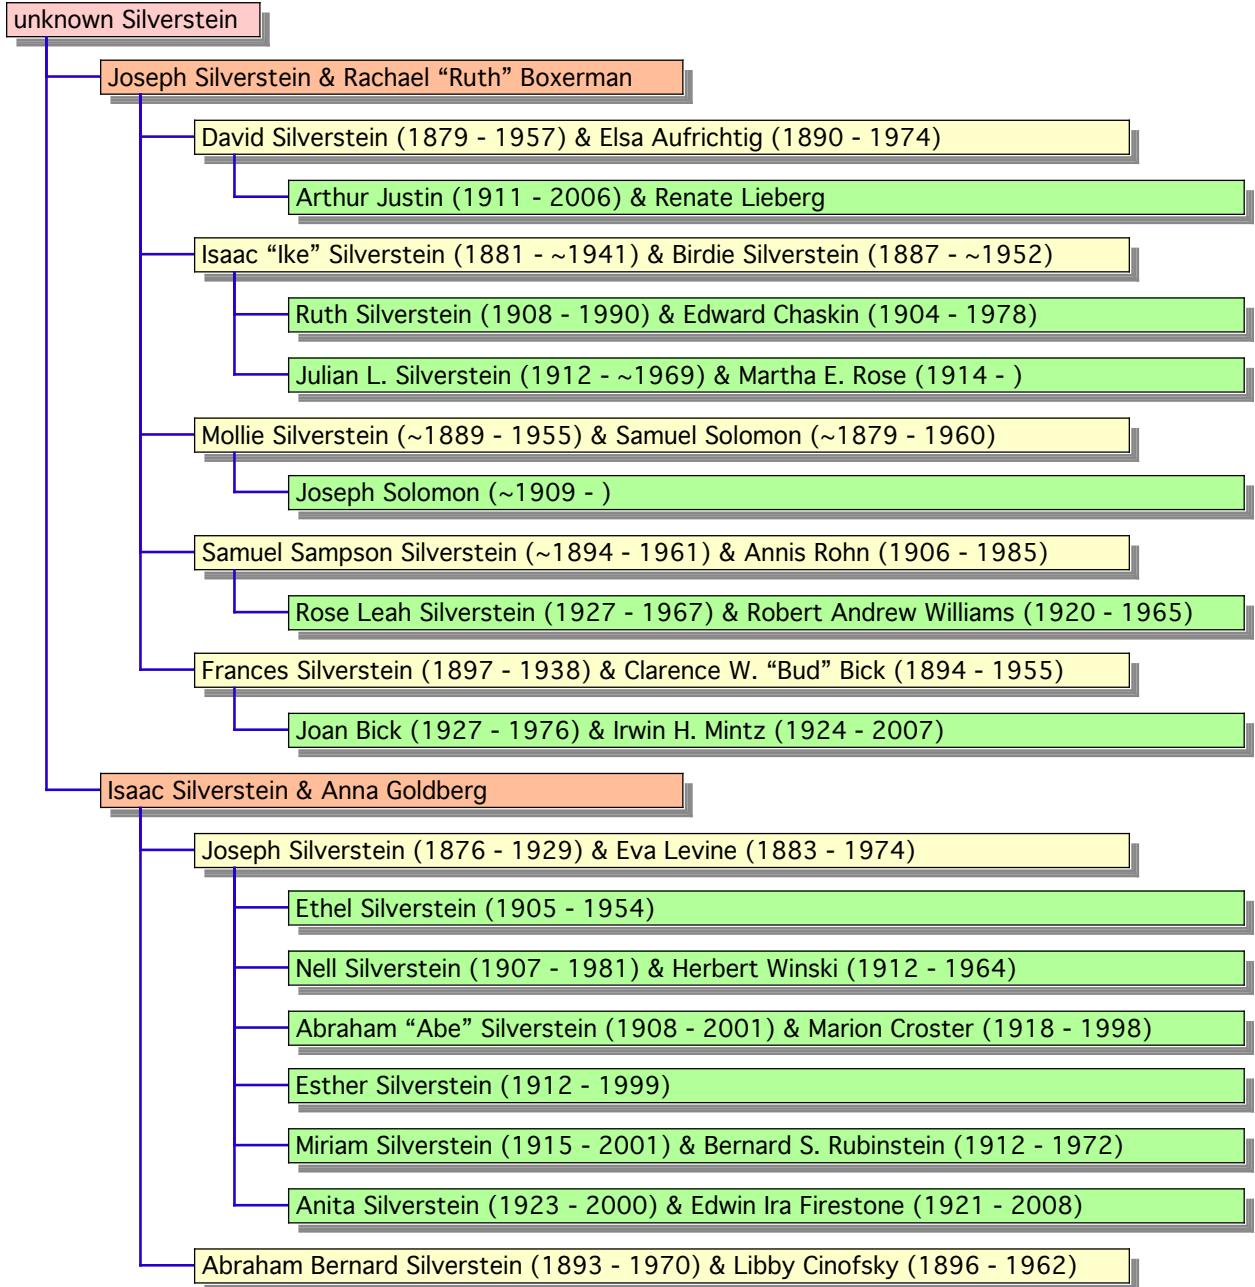 unknown Silverstein
Joseph Silverstein & Rachael “Ruth” Boxerman
David Silverstein (1879 - 1957) & Elsa Aufrichtig (1890 - 1974)
Arthur Justin (1911 - 2006) & Renate Lieberg
Isaac “Ike” Silverstein (1881 - ~1941) & Birdie Silverstein (1887 - ~1952)
Ruth Silverstein (1908 - 1990) & Edward Chaskin (1904 - 1978)
Julian L. Silverstein (1912 - ~1969) & Martha E. Rose (1914 - )
Mollie Silverstein (~1889 - 1955) & Samuel Solomon (~1879 - 1960)
Joseph Solomon (~1909 - )
Samuel Sampson Silverstein (~1894 - 1961) & Annis Rohn (1906 - 1985)
Rose Leah Silverstein (1927 - 1967) & Robert Andrew Williams (1920 - 1965)
Frances Silverstein (1897 - 1938) & Clarence W. “Bud” Bick (1894 - 1955)
Joan Bick (1927 - 1976) & Irwin H. Mintz (1924 - 2007)
Isaac Silverstein & Anna Goldberg
Joseph Silverstein (1876 - 1929) & Eva Levine (1883 - 1974)
Ethel Silverstein (1905 - 1954)
Nell Silverstein (1907 - 1981) & Herbert Winski (1912 - 1964)
Abraham “Abe” Silverstein (1908 - 2001) & Marion Croster (1918 - 1998)
Esther Silverstein (1912 - 1999)
Miriam Silverstein (1915 - 2001) & Bernard S. Rubinstein (1912 - 1972)
Anita Silverstein (1923 - 2000) & Edwin Ira Firestone (1921 - 2008)
Abraham Bernard Silverstein (1893 - 1970) & Libby Cinofsky (1896 - 1962)